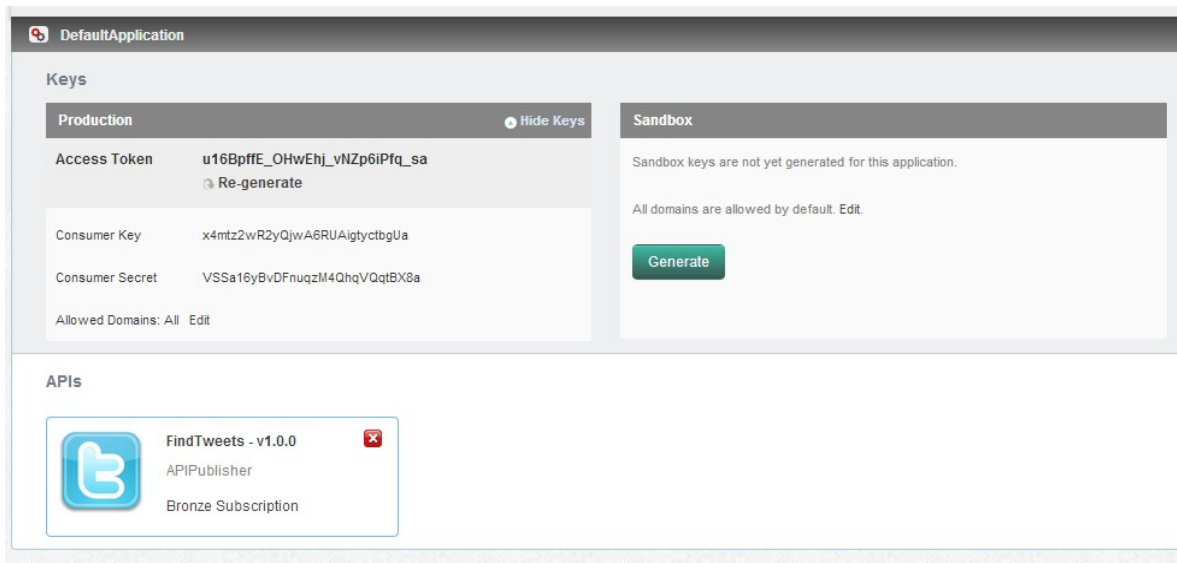 DefaultApplication
Keys
Production
Hide Keys
Access Token u16BpffE_OHwEhj_vNZp6iPfq_sa
Re-generate
Consumer Key x4mtz2wR2yQjwA6RUAigtyctbgUa
Consumer Secret VSSa16yBvDFnuqzM4QhqVQqtBX8a
Allowed Domains: All Edit
Sandbox
Sandbox keys are not yet generated for this application.
All domains are allowed by default. Edit.
Generate
APIs
FindTweets - v1.0.0
APIPublisher
Bronze Subscription